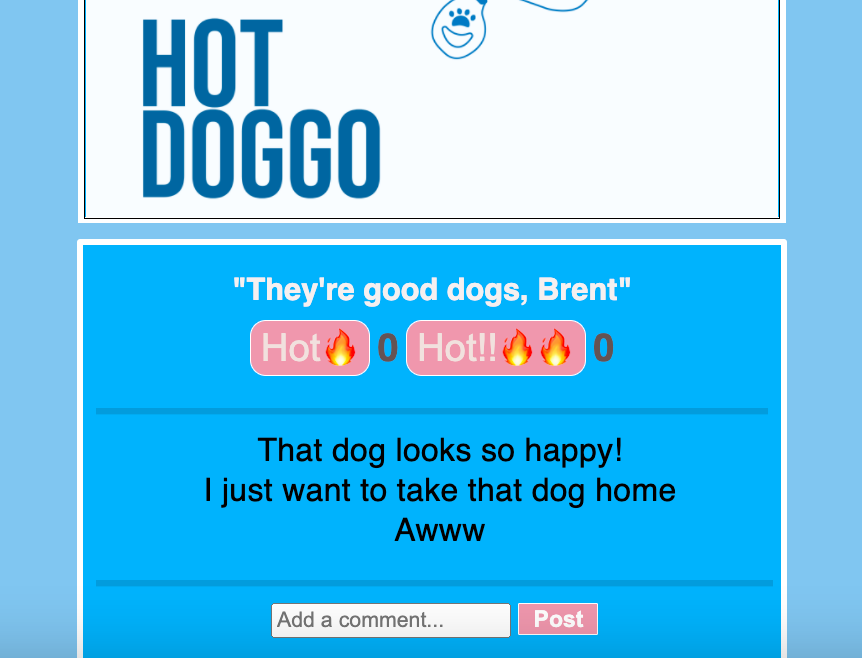 HOT
DOGGO
"They're good dogs, Brent"
Hot🔥 0 Hot!!🔥🔥 0
That dog looks so happy!
I just want to take that dog home
Awww
Add a comment... Post